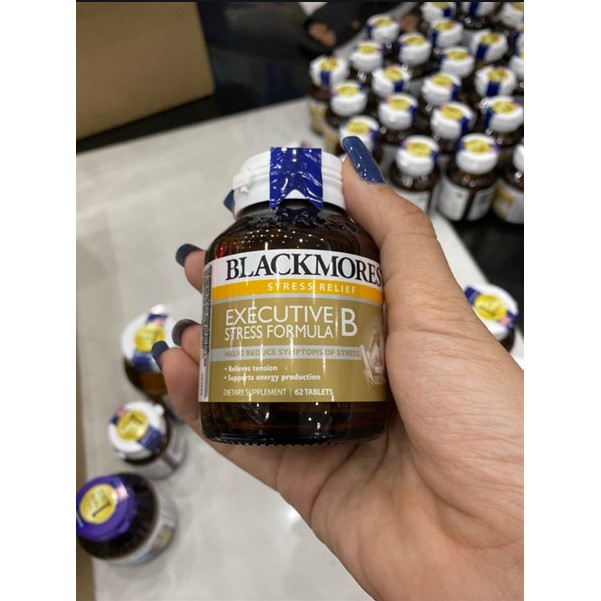 BLACKMORES
STRESS RELIEF
EXECUTIVE B
STRESS FORMULA
HELPS REDUCE SYMPTOMS OF STRESS
• Relieves tension
• Supports energy production
DIETARY SUPPLEMENT | 62 TABLETS